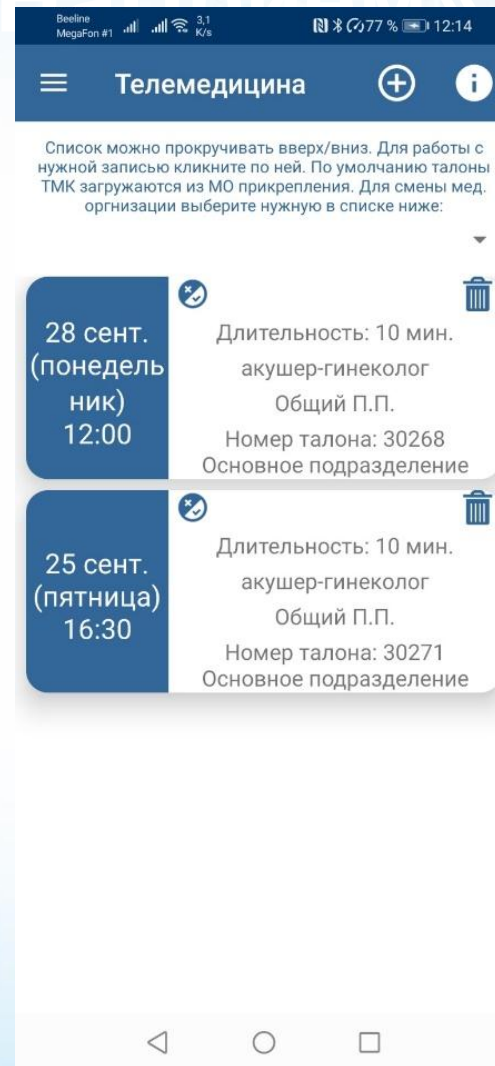 Beeline
MegaFon #1
3,1
K/s
77 %
12:14
Телемедицина
Список можно прокручивать вверх/вниз. Для работы с
нужной записью кликните по ней. По умолчанию талоны
ТМК загружаются из МО прикрепления. Для смены мед.
оргнизации выберите нужную в списке ниже:
28 сент.
(понедель
ник)
12:00
Длительность: 10 мин.
акушер-гинеколог
Общий П.П.
Номер талона: 30268
Основное подразделение
25 сент.
(пятница)
16:30
Длительность: 10 мин.
акушер-гинеколог
Общий П.П.
Номер талона: 30271
Основное подразделение